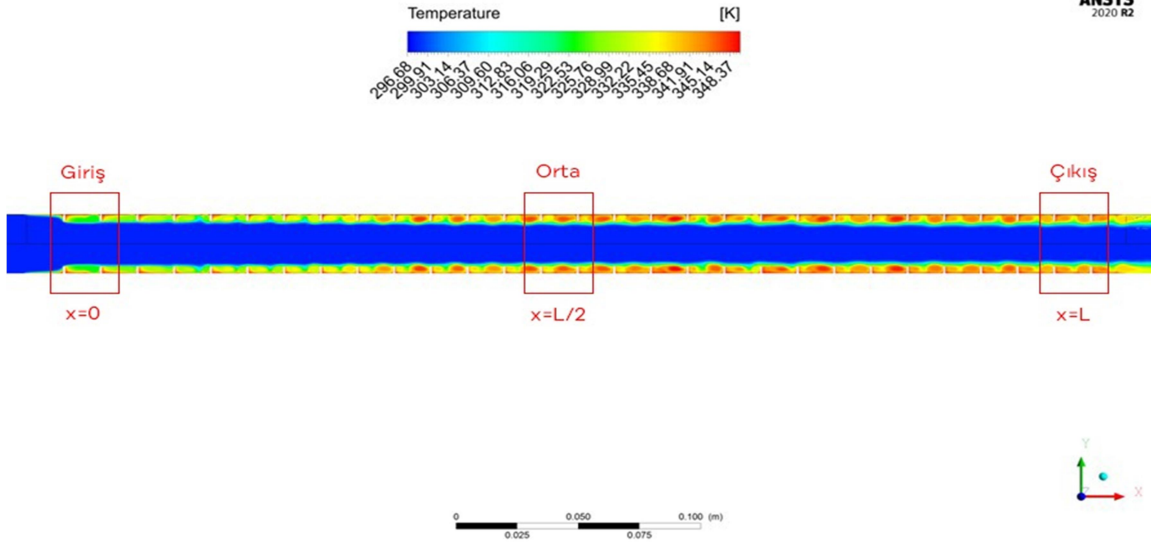 ANSYS
2020 R2
Temperature [K]
296.68 299.91 303.14 306.37 309.60 312.83 316.06 319.29 322.53 325.76 328.99 332.22 335.45 338.68 341.91 345.14 348.37
Giriş Orta Çıkış
x=0 x=L/2 x=L
Y
X
0 0.050 0.100 (m)
0.025 0.075